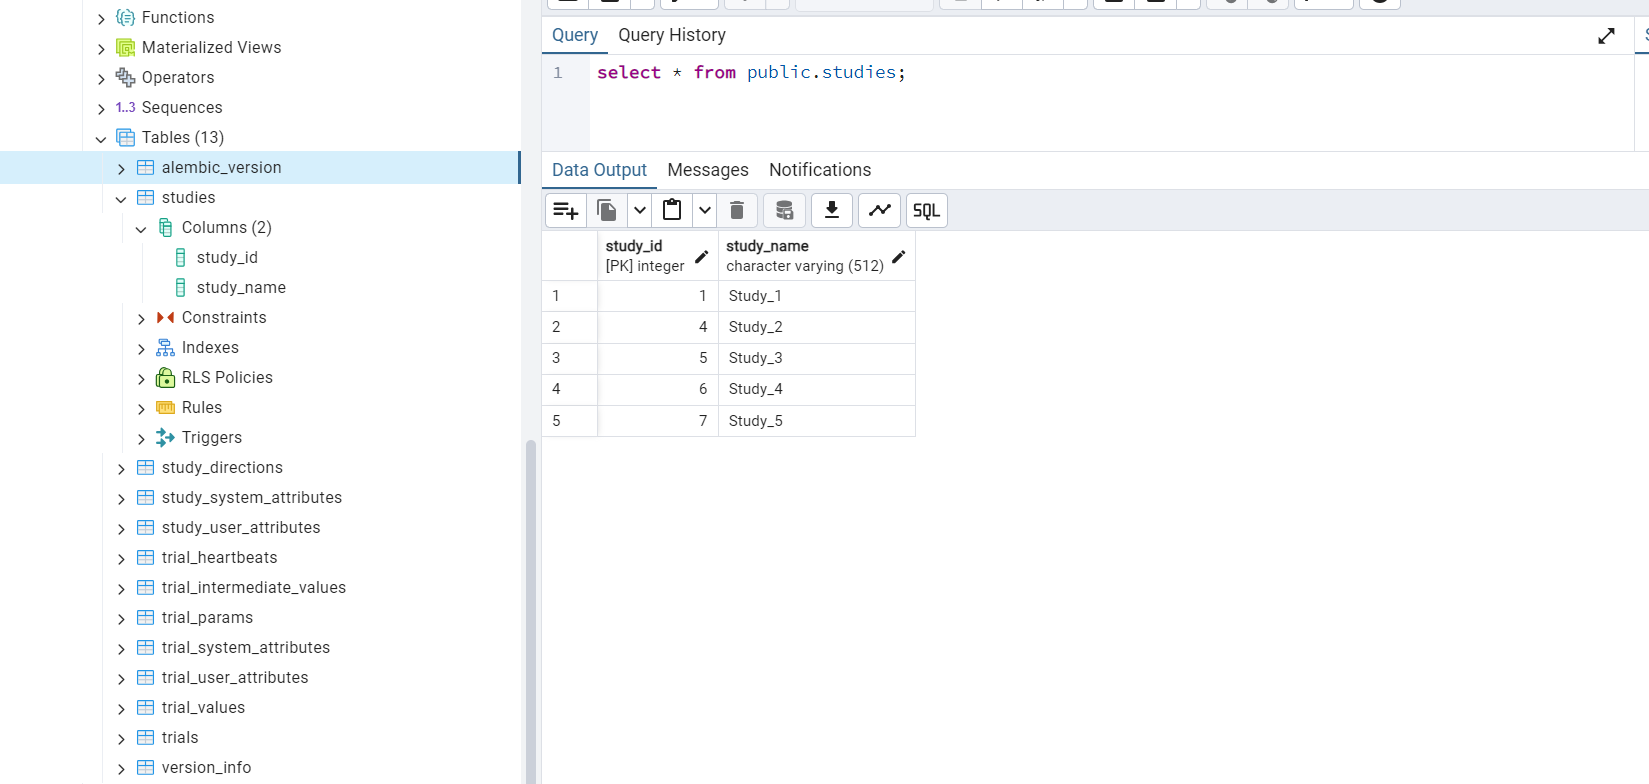 Functions
Materialized Views
Operators
1..3 Sequences
Tables (13)
alembic_version
studies
Columns (2)
study_id
study_name
Constraints
Indexes
RLS Policies
Rules
Triggers
study_directions
study_system_attributes
study_user_attributes
trial_heartbeats
trial_intermediate_values
trial_params
trial_system_attributes
trial_user_attributes
trial_values
trials
version_info
Query Query History
1 select * from public.studies;
Data Output Messages Notifications
SQL
study_id study_name
[PK] integer character varying (512)
1 1 Study_1
2 4 Study_2
3 5 Study_3
4 6 Study_4
5 7 Study_5